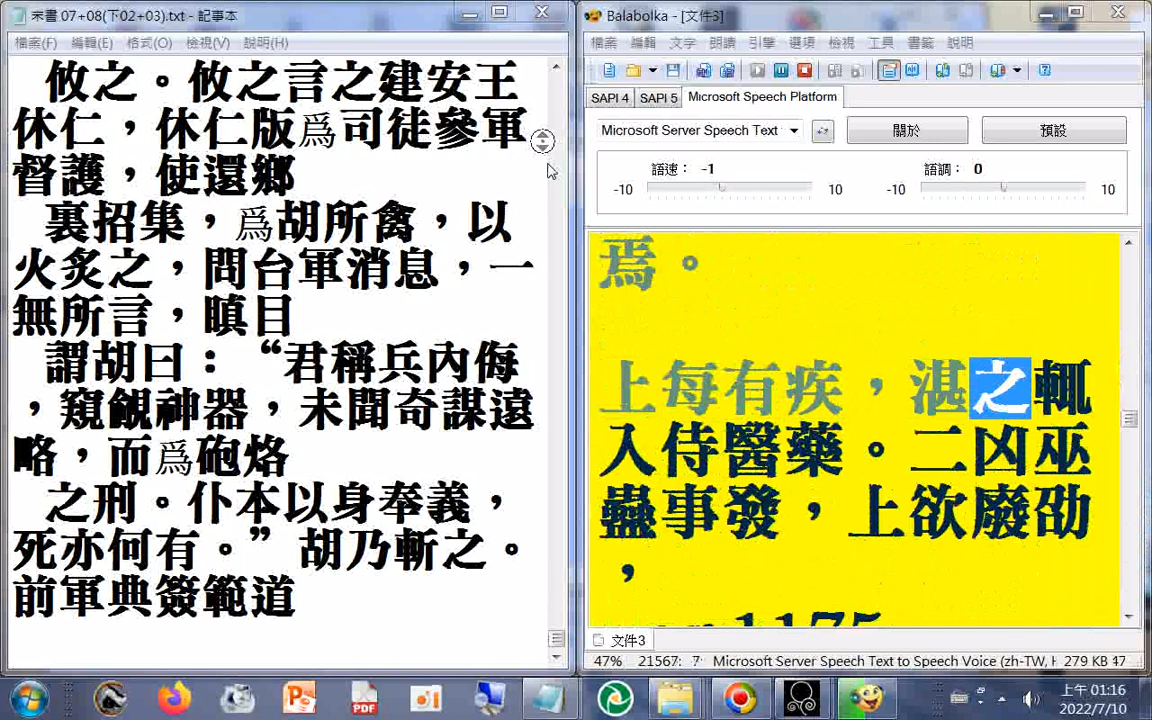 宋書.07+08(下02+03).txt - 記事本
檔案(F) 編輯(E) 格式(O) 檢視(V) 說明(H)
攸之。攸之言之建安王
休仁，休仁版爲司徒參軍
督護，使還鄉
裏招集，爲胡所禽，以
火炙之，問台軍消息，一
無所言，瞋目
謂胡曰：“君稱兵內侮
，窺覦神器，未聞奇謀遠
略，而爲砲烙
之刑。仆本以身奉義，
死亦何有。”胡乃斬之。
前軍典簽範道
Balabolka - [文件3]
檔案 編輯 文字 朗讀 引擎 選項 檢視 工具 書籤 說明
SAPI 4 SAPI 5 Microsoft Speech Platform
Microsoft Server Speech Text 關於 預設
語速： -1 語調： 0
-10 10 -10 10
焉。
上每有疾，湛之輒
入侍醫藥。二凶巫
蠱事發，上欲廢劭
，
1175
文件3
47% 21567: 7 Microsoft Server Speech Text to Speech Voice (zh-TW, 279 KB 47
上午 01:16
2022/7/10